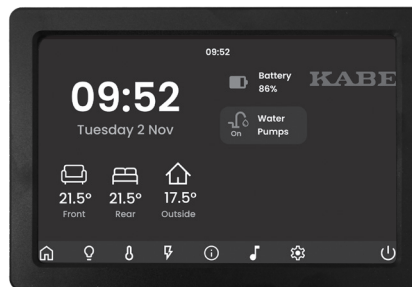 09:52
09:52
Tuesday 2 Nov
Battery
86%
KABE
On
Water
Pumps
21.5°
Front
21.5°
Rear
17.5°
Outside